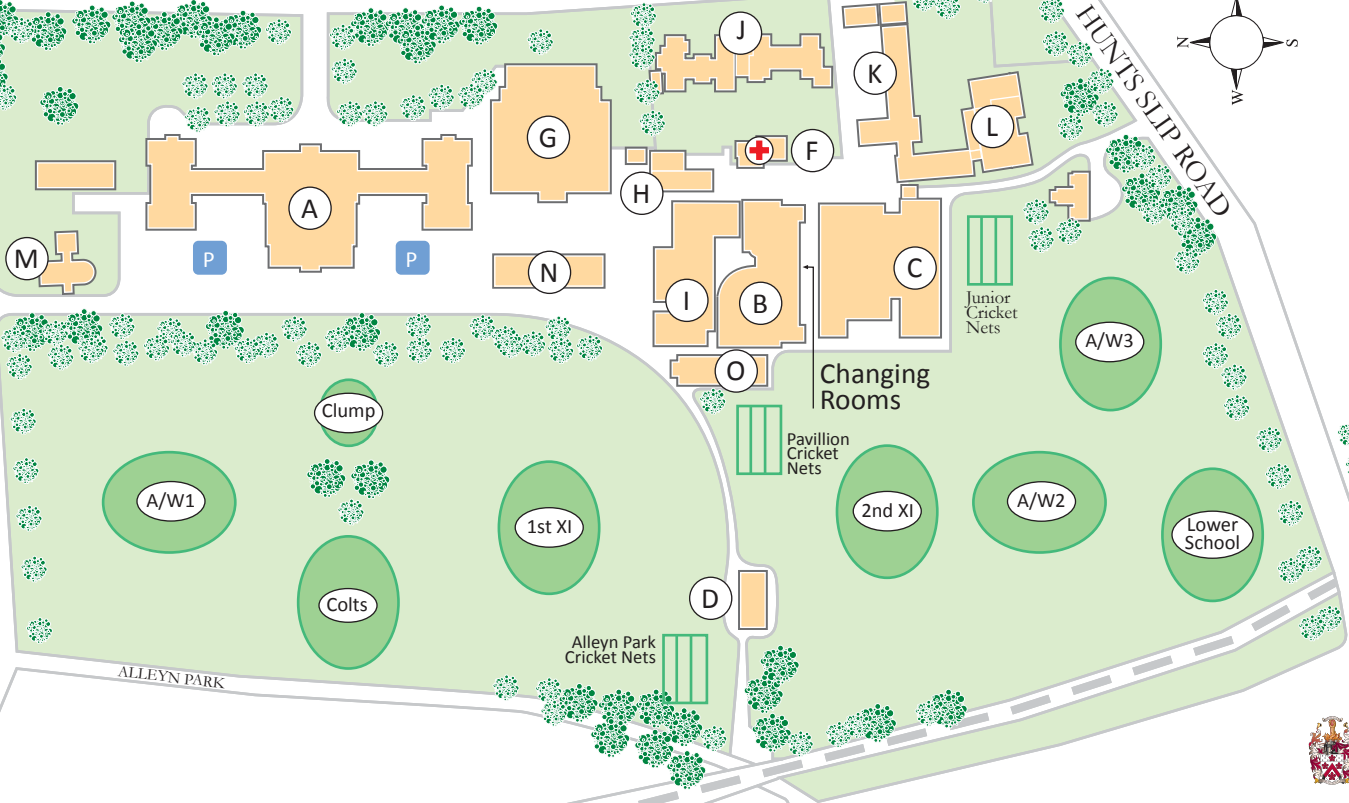 J
K
HUNTS SLIP ROAD
N
S
W
G
L
F
A
H
M
P
P
N
I
B
C
Junior
Cricket
Nets
A/W3
O
Changing
Rooms
Clump
Pavillion
Cricket
Nets
A/W1
1st XI
2nd XI
A/W2
Lower
School
Colts
D
Alleyn Park
Cricket Nets
ALLEYN PARK